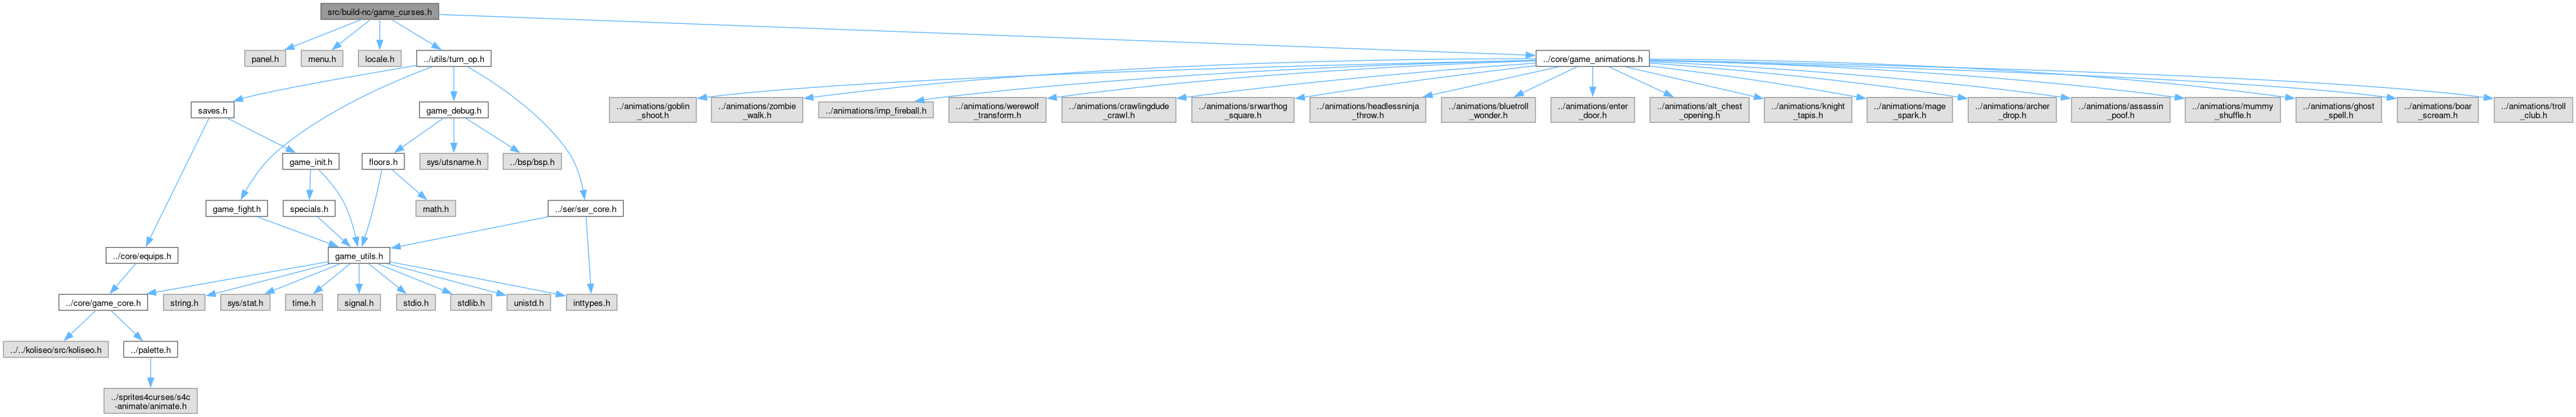 src/build-nc/game_curses.h
panel.h
menu.h
locale.h
../utils/turn_op.h
../core/game_animations.h
saves.h
game_debug.h
../animations/goblin
_shoot.h
../animations/zombie
_walk.h
../animations/imp_fireball.h
../animations/werewolf
_transform.h
../animations/crawlingdude
_crawl.h
../animations/srwarthog
_square.h
../animations/headlessninja
_throw.h
../animations/bluetroll
_wonder.h
../animations/enter
_door.h
../animations/alt_chest
_opening.h
../animations/knight
_tapis.h
../animations/mage
_spark.h
../animations/archer
_drop.h
../animations/assassin
_poof.h
../animations/mummy
_shuffle.h
../animations/ghost
_spell.h
../animations/boar
_scream.h
../animations/troll
_club.h
game_init.h
floors.h
sys/utsname.h
../bsp/bsp.h
game_fight.h
specials.h
math.h
../ser/ser_core.h
../core/equips.h
game_utils.h
../core/game_core.h
string.h
sys/stat.h
time.h
signal.h
stdio.h
stdlib.h
unistd.h
inttypes.h
../../koliseo/src/koliseo.h
../palette.h
../sprites4curses/s4c
-animate/animate.h